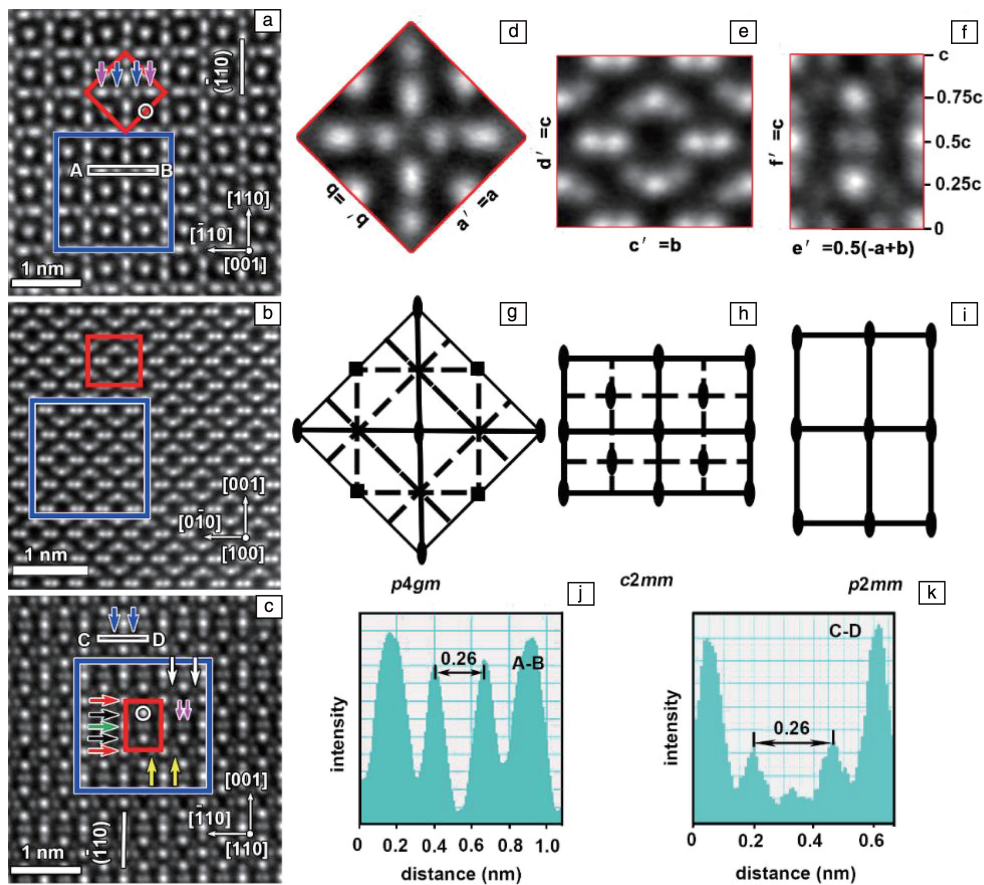 a
(1̄10)
A
B
[110]
[1̄10]
[001]
1 nm
b
[001]
[01̄0]
[100]
1 nm
c
C
D
[001]
[1̄10]
[110]
(1̄10)
1 nm
d
b'=b
a'=a
e
d'=c
c'=b
f
c
0.75c
0.5c
0.25c
0
f'=c
e'=0.5(-a+b)
g
p4gm
h
c2mm
i
p2mm
j
A-B
0.26
intensity
0 0.2 0.4 0.6 0.8 1.0
distance (nm)
k
C-D
0.26
intensity
0 0.2 0.4 0.6
distance (nm)